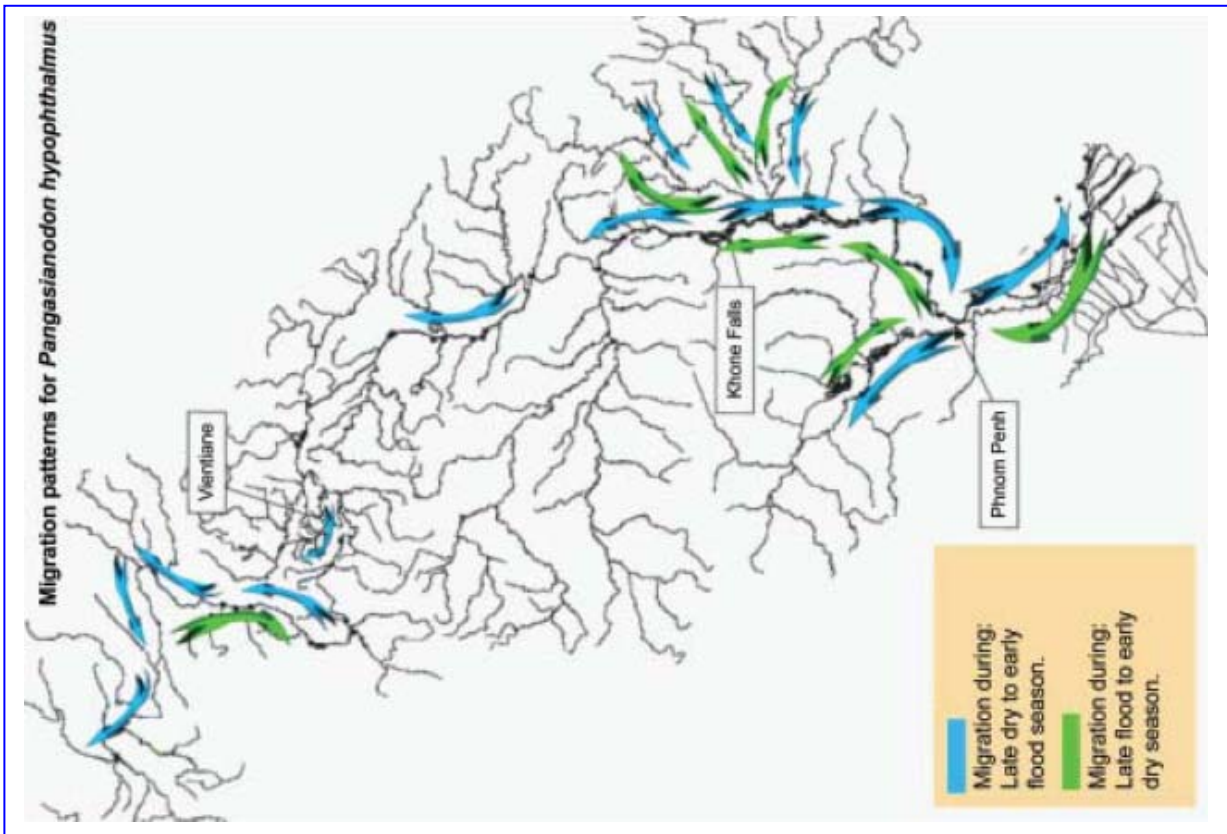 Migration patterns for Pangasianodon hypophthalmus
Vientiane
Khone Falls
Phnom Penh
Migration during:
Late dry to early
flood season.
Migration during:
Late flood to early
dry season.